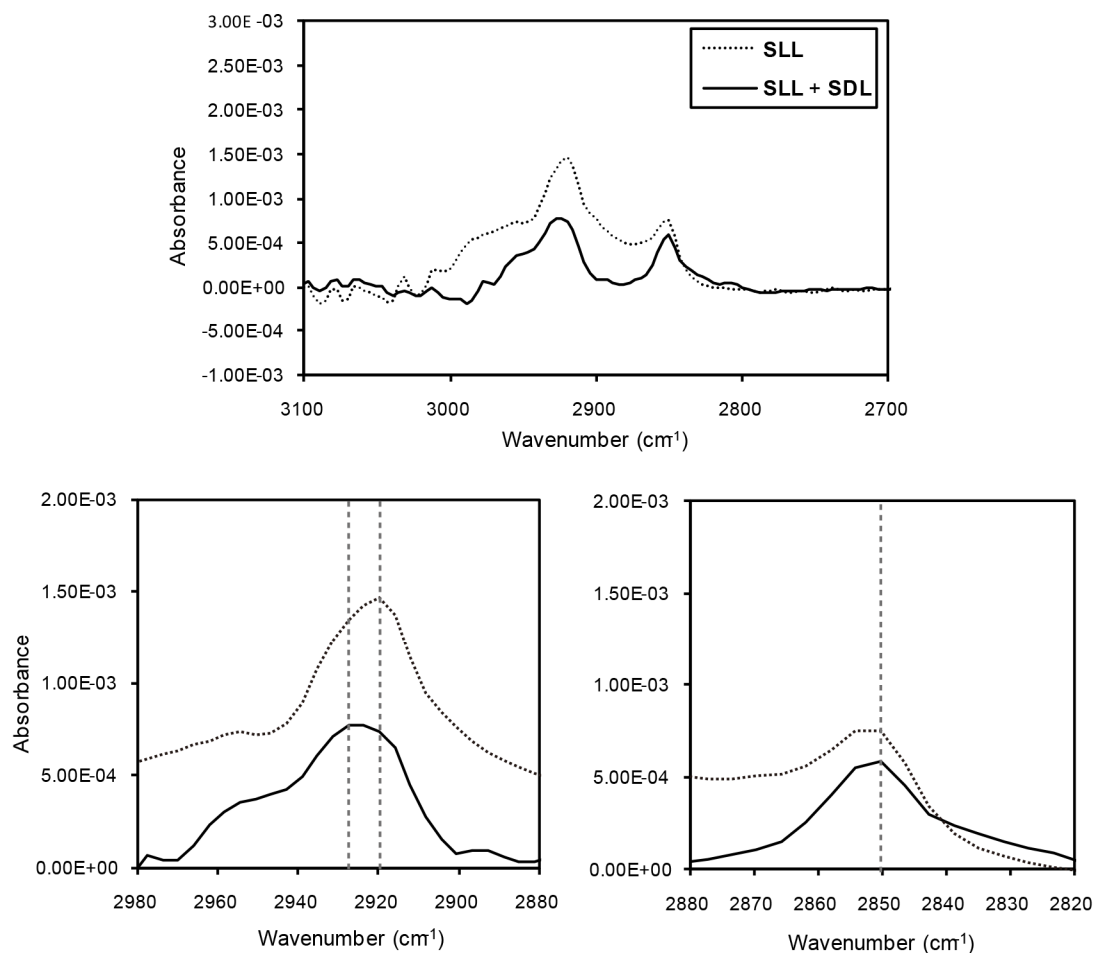 3.00E -03
2.50E-03
2.00E-03
1.50E-03
1.00E-03
5.00E-04
0.00E+00
-5.00E-04
-1.00E-03
Absorbance
SLL
SLL + SDL
3100 3000 2900 2800 2700
Wavenumber (cm⁻¹)
2.00E-03
1.50E-03
1.00E-03
5.00E-04
0.00E+00
Absorbance
2980 2960 2940 2920 2900 2880
Wavenumber (cm⁻¹)
2.00E-03
1.50E-03
1.00E-03
5.00E-04
0.00E+00
2880 2870 2860 2850 2840 2830 2820
Wavenumber (cm⁻¹)